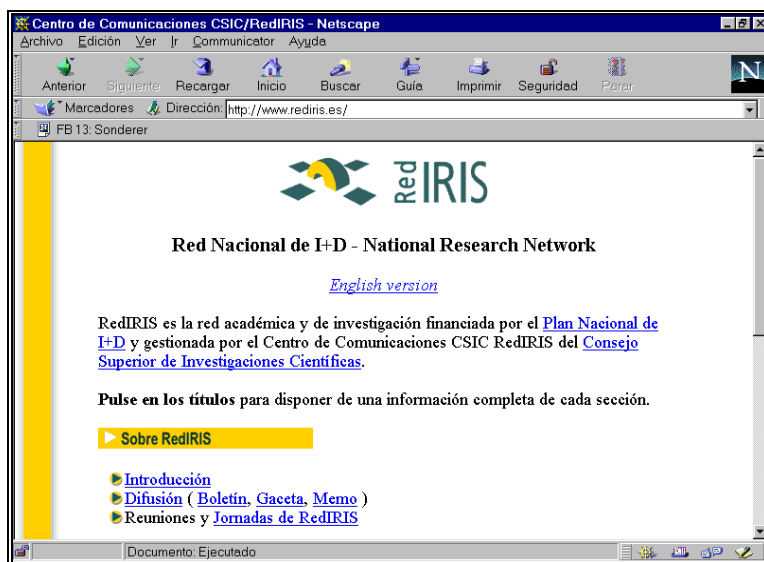 Centro de Comunicaciones CSIC/RedIRIS - Netscape
Archivo Edición Ver Ir Communicator Ayuda
Anterior Siguiente Recargar Inicio Buscar Guía Imprimir Seguridad Parar
N
Marcadores Dirección: http://www.rediris.es/
FB 13: Sonderer
Red IRIS
Red Nacional de I+D - National Research Network
English version
RedIRIS es la red académica y de investigación financiada por el Plan Nacional de
I+D y gestionada por el Centro de Comunicaciones CSIC RedIRIS del Consejo
Superior de Investigaciones Científicas.
Pulse en los títulos para disponer de una información completa de cada sección.
Sobre RedIRIS
Introducción
Difusión ( Boletín, Gaceta, Memo )
Reuniones y Jornadas de RedIRIS
Documento: Ejecutado